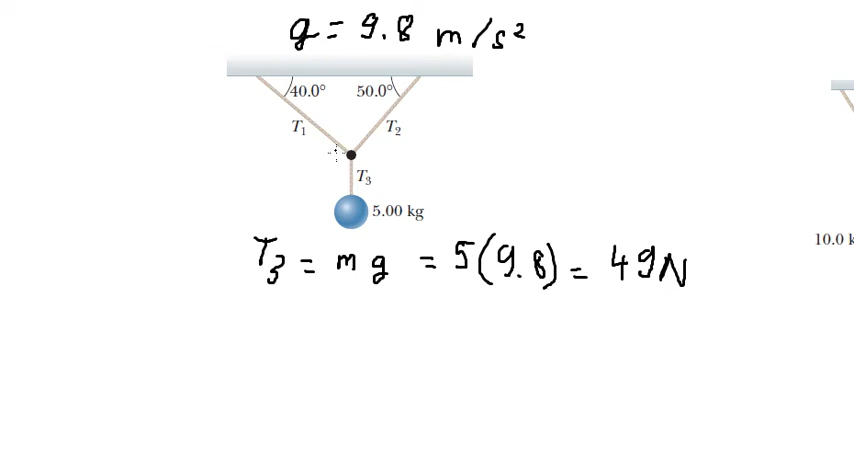 g = 9.8 m/s²
40.0° 50.0°
T₁ T₂
T₃
5.00 kg
T₃ = mg = 5(9.8) = 49N
10.0 k